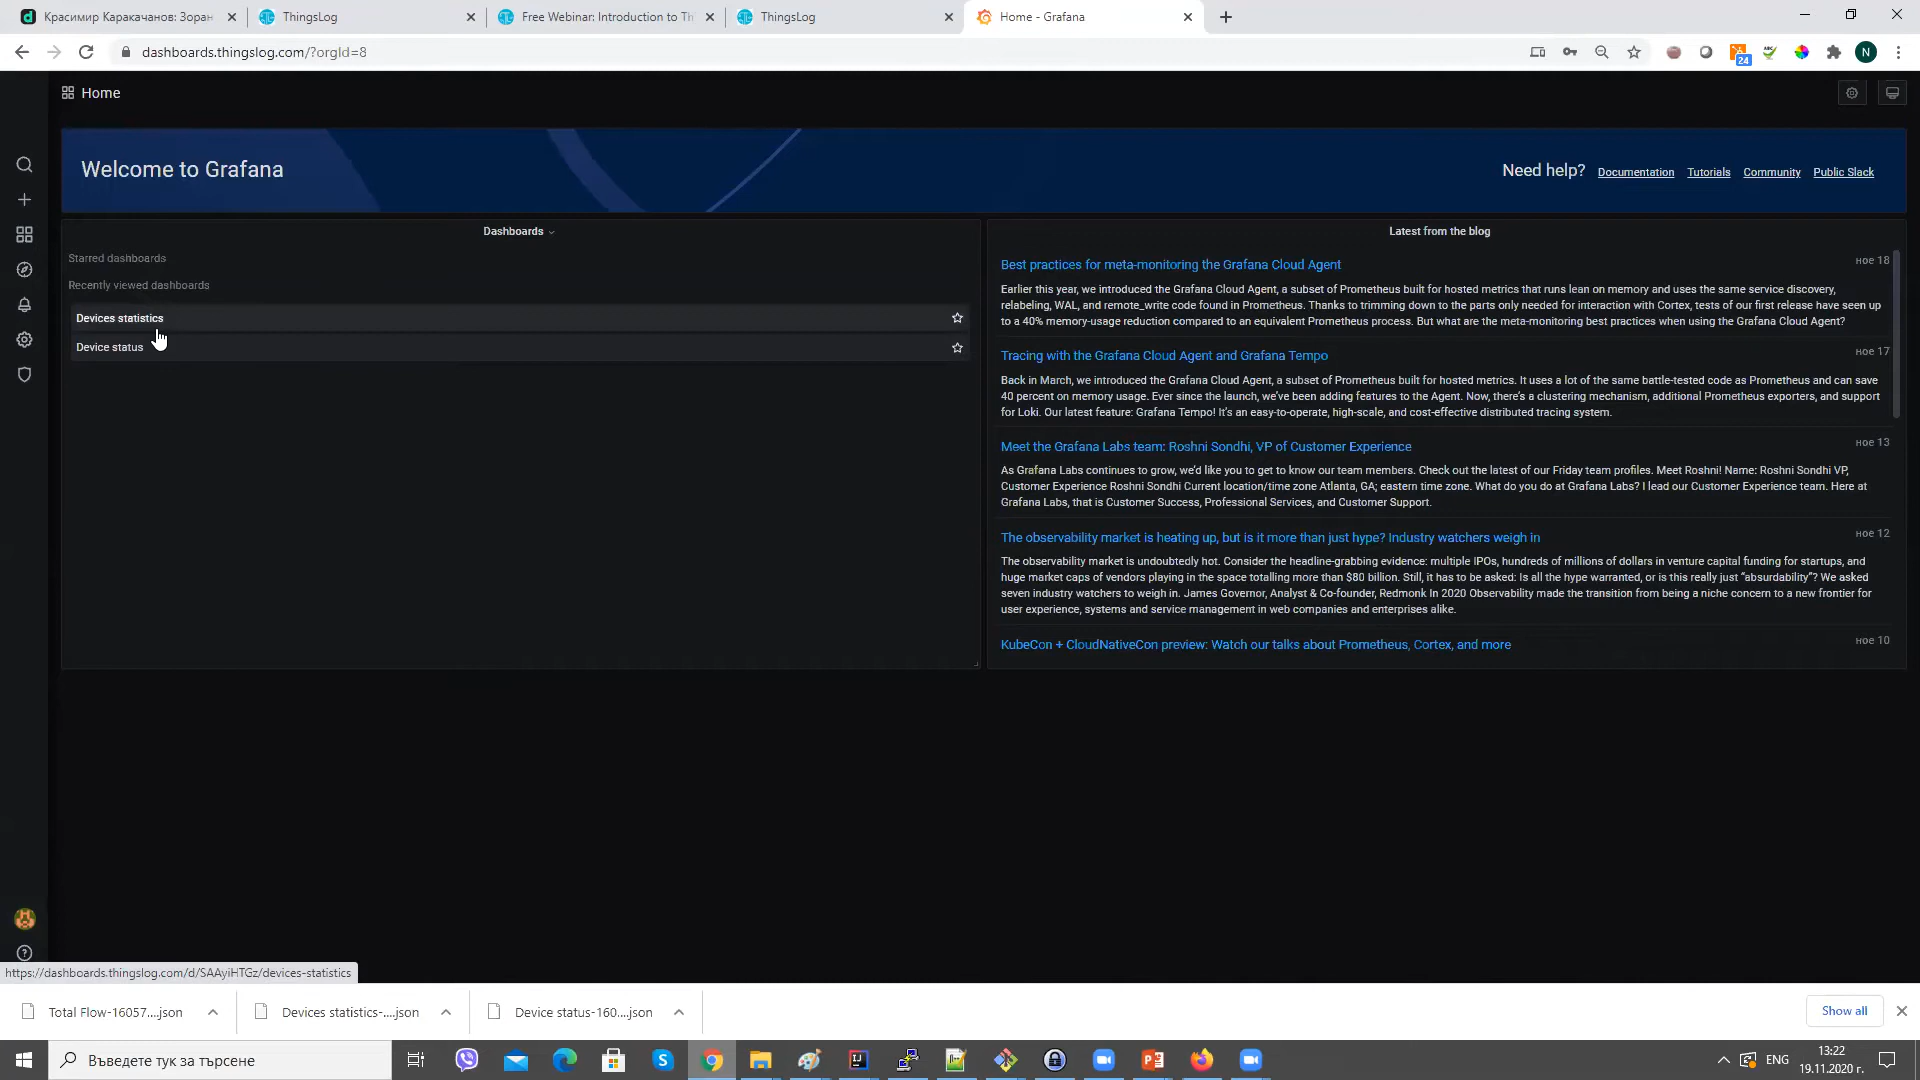 Красимир Каракачанов: Зоран
ThingsLog
Free Webinar: Introduction to Th
ThingsLog
Home - Grafana
dashboards.thingslog.com/?orgId=8
24
N
Home
Welcome to Grafana
Need help? Documentation Tutorials Community Public Slack
Dashboards
Starred dashboards
Recently viewed dashboards
Devices statistics
Device status
Latest from the blog
Best practices for meta-monitoring the Grafana Cloud Agent
ное 18
Earlier this year, we introduced the Grafana Cloud Agent, a subset of Prometheus built for hosted metrics that runs lean on memory and uses the same service discovery,
relabeling, WAL, and remote_write code found in Prometheus. Thanks to trimming down to the parts only needed for interaction with Cortex, tests of our first release have seen up
to a 40% memory-usage reduction compared to an equivalent Prometheus process. But what are the meta-monitoring best practices when using the Grafana Cloud Agent?
Tracing with the Grafana Cloud Agent and Grafana Tempo
ное 17
Back in March, we introduced the Grafana Cloud Agent, a subset of Prometheus built for hosted metrics. It uses a lot of the same battle-tested code as Prometheus and can save
40 percent on memory usage. Ever since the launch, we've been adding features to the Agent. Now, there's a clustering mechanism, additional Prometheus exporters, and support
for Loki. Our latest feature: Grafana Tempo! It's an easy-to-operate, high-scale, and cost-effective distributed tracing system.
Meet the Grafana Labs team: Roshni Sondhi, VP of Customer Experience
ное 13
As Grafana Labs continues to grow, we'd like you to get to know our team members. Check out the latest of our Friday team profiles. Meet Roshni! Name: Roshni Sondhi VP,
Customer Experience Roshni Sondhi Current location/time zone Atlanta, GA; eastern time zone. What do you do at Grafana Labs? I lead our Customer Experience team. Here at
Grafana Labs, that is Customer Success, Professional Services, and Customer Support.
The observability market is heating up, but is it more than just hype? Industry watchers weigh in
ное 12
The observability market is undoubtedly hot. Consider the headline-grabbing evidence: multiple IPOs, hundreds of millions of dollars in venture capital funding for startups, and
huge market caps of vendors playing in the space totalling more than $80 billion. Still, it has to be asked: Is all the hype warranted, or is this really just “absurdability”? We asked
seven industry watchers to weigh in. James Governor, Analyst & Co-founder, Redmonk In 2020 Observability made the transition from being a niche concern to a new frontier for
user experience, systems and service management in web companies and enterprises alike.
KubeCon + CloudNativeCon preview: Watch our talks about Prometheus, Cortex, and more
ное 10
https://dashboards.thingslog.com/d/SAAyiHTGz/devices-statistics
Total Flow-16057....json
Devices statistics-....json
Device status-160....json
Show all
Въведете тук за търсене
ENG
13:22
19.11.2020 г.